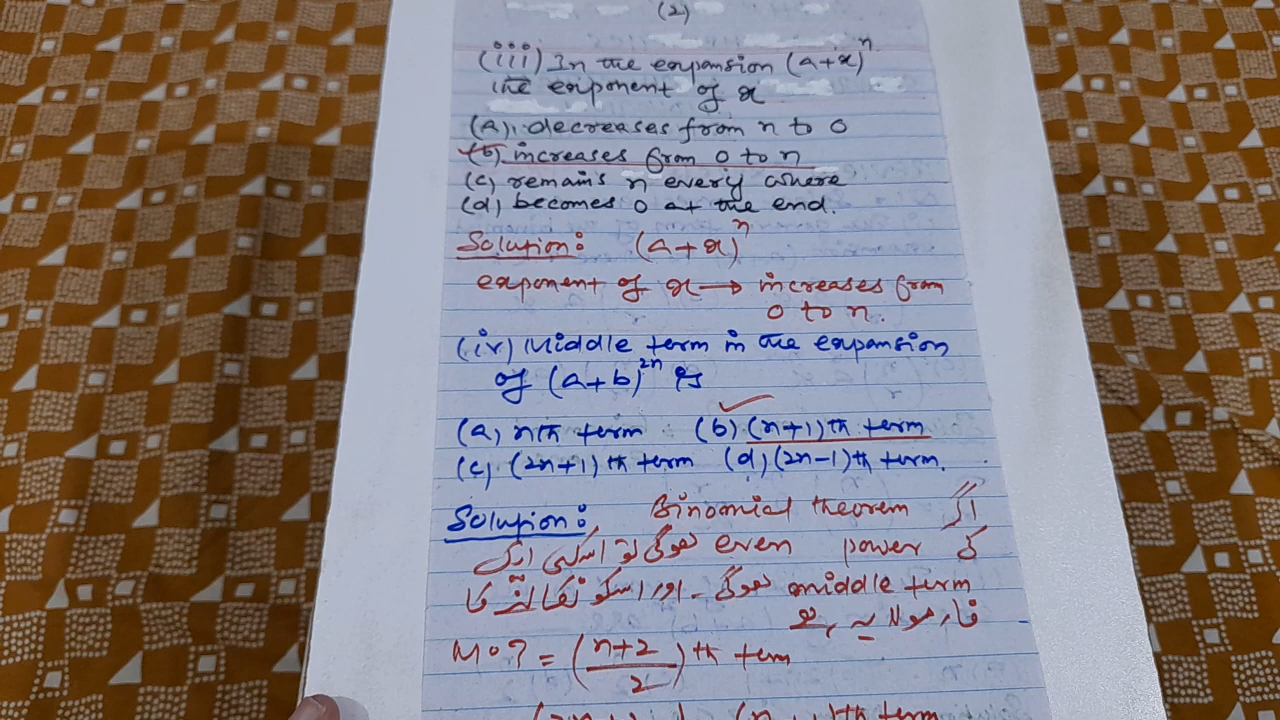 (2)
(iii) In the expansion (a+x)^n
the exponent of x
(a). decreases from n to 0
(b) increases from 0 to n
(c) remains n every where
(d) becomes 0 at the end.
Solution: (a+x)^n
exponent of x → increases from
0 to n.
(iv) Middle term in the expansion
of (a+b)^2n is
(a) nth term (b) (n+1)th term
(c) (2n+1)th term (d) (2n-1)th term.
Solution: Binomial theorem اگر
کی power even ہوگی تو اسکی ایک
middle term ہوگی ۔ اور اسکو نکالنے کا
فارمولا یہ ہے
M.T = (n+2/2)th term
th term